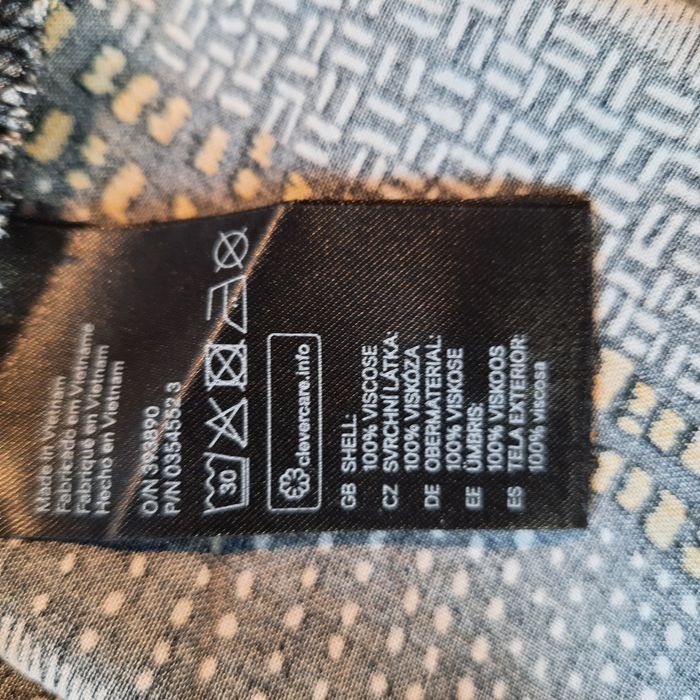 Made in Vietnam
Fabricado em Vietname
Fabriqué en Vietnam
Hecho en Vietnam
O/N 393890
P/N 0354552 3
30
clevercare.info
GB SHELL:
100% VISCOSE
CZ SVRCHNÍ LÁTKA:
100% VISKÓZA
DE OBERMATERIAL:
100% VISKOSE
EE ÜMBRIS:
100% VISKOOS
ES TELA EXTERIOR:
100% viscosa